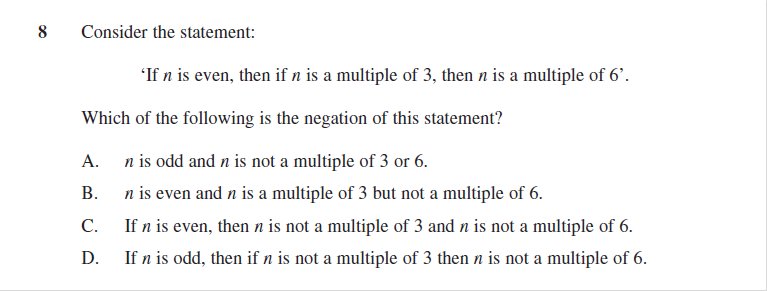 8 Consider the statement:
‘If n is even, then if n is a multiple of 3, then n is a multiple of 6’.
Which of the following is the negation of this statement?
A. n is odd and n is not a multiple of 3 or 6.
B. n is even and n is a multiple of 3 but not a multiple of 6.
C. If n is even, then n is not a multiple of 3 and n is not a multiple of 6.
D. If n is odd, then if n is not a multiple of 3 then n is not a multiple of 6.